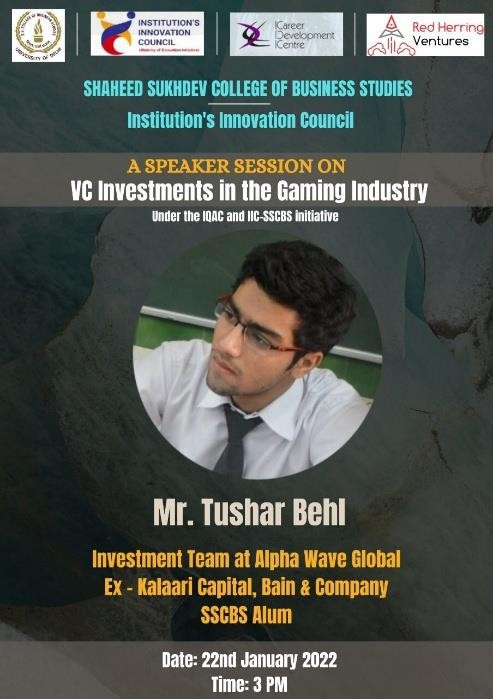 INSTITUTION'S
INNOVATION
COUNCIL
(Ministry of Education Initiative)
Career
Development
Centre
Red Herring
Ventures
UNIVERSITY OF DELHI
SHAHEED SUKHDEV COLLEGE OF BUSINESS STUDIES
Institution's Innovation Council
A SPEAKER SESSION ON
VC Investments in the Gaming Industry
Under the IQAC and IIC-SSCBS initiative
Mr. Tushar Behl
Investment Team at Alpha Wave Global
Ex - Kalaari Capital, Bain & Company
SSCBS Alum
Date: 22nd January 2022
Time: 3 PM